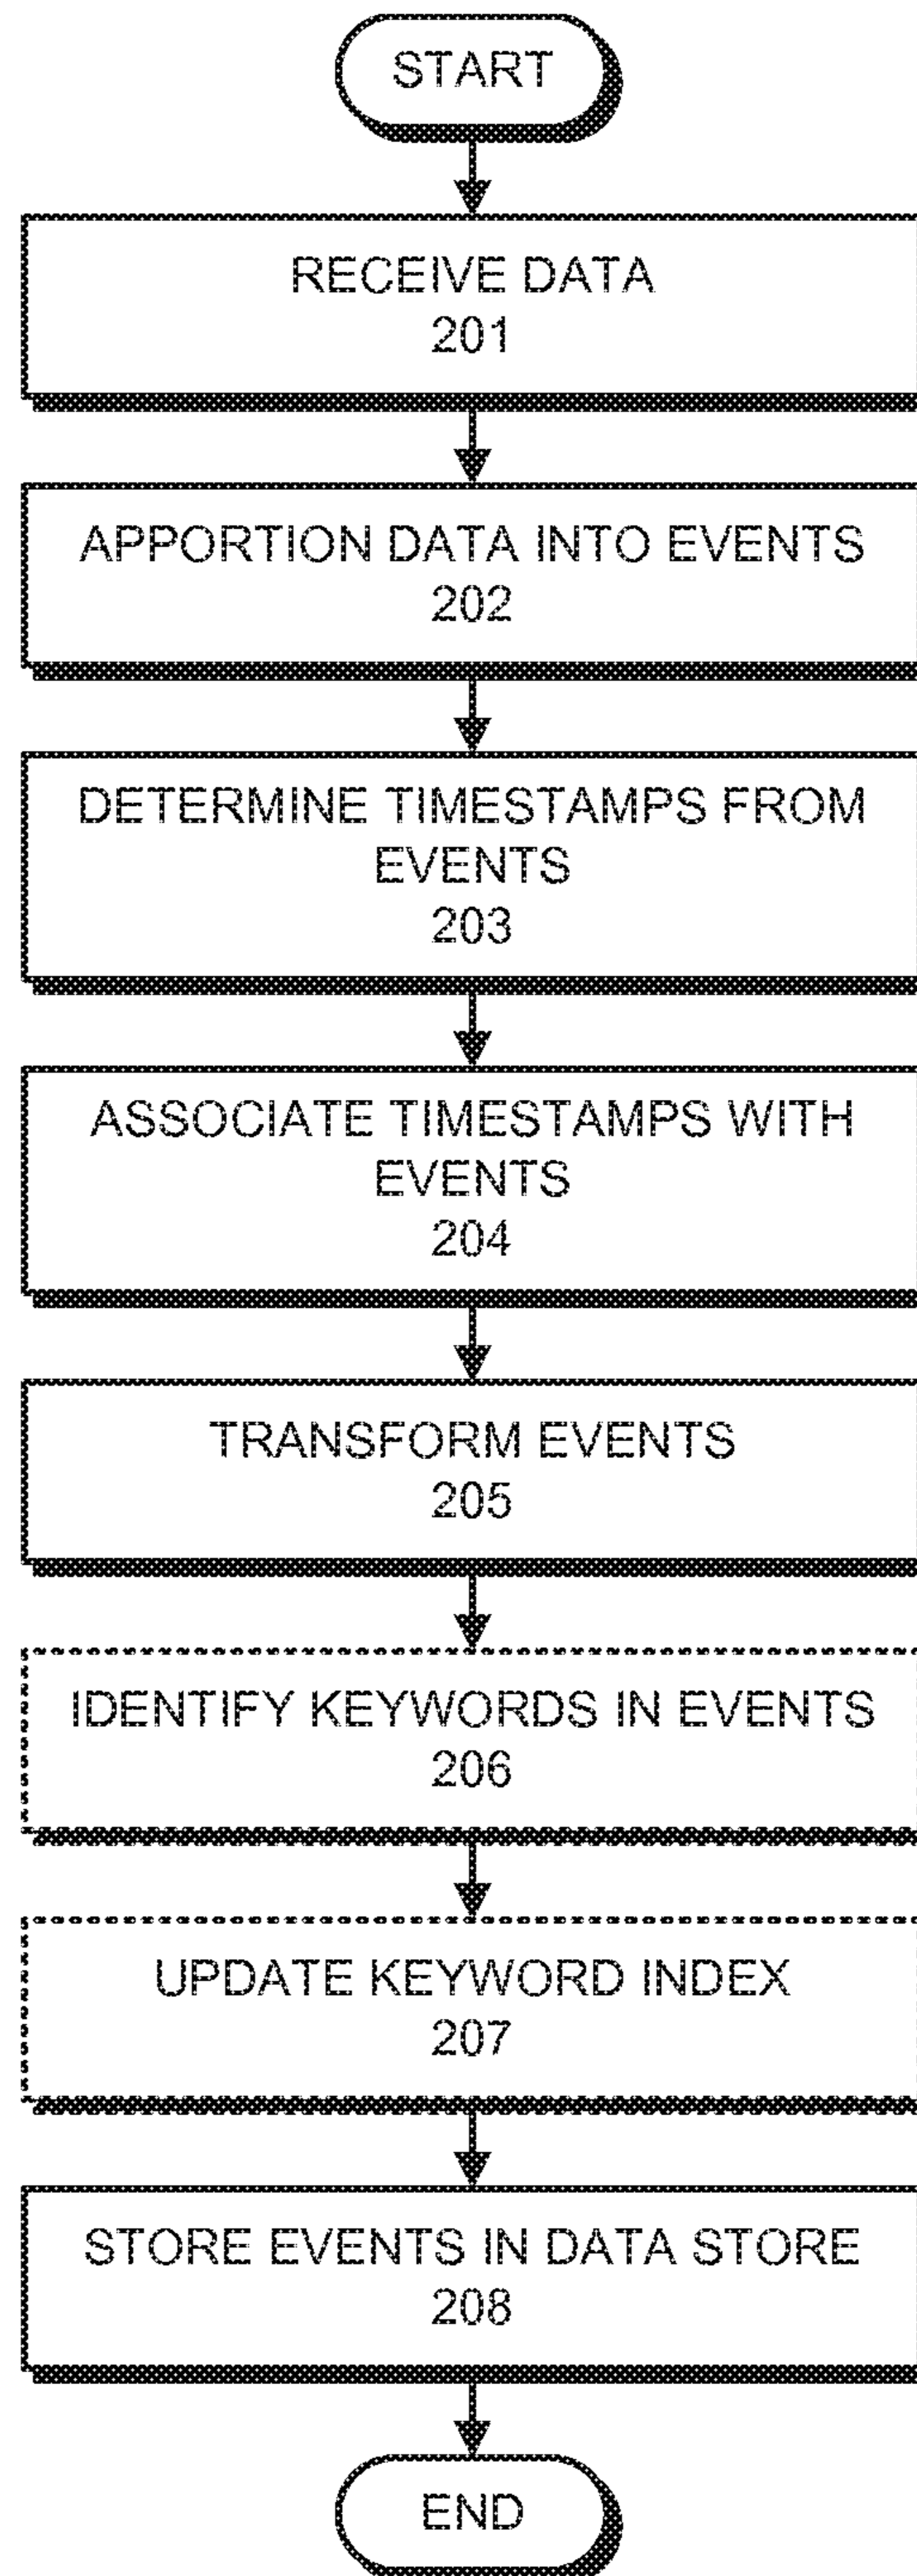 START
RECEIVE DATA
201
APPORTION DATA INTO EVENTS
202
DETERMINE TIMESTAMPS FROM
EVENTS
203
ASSOCIATE TIMESTAMPS WITH
EVENTS
204
TRANSFORM EVENTS
205
IDENTIFY KEYWORDS IN EVENTS
206
UPDATE KEYWORD INDEX
207
STORE EVENTS IN DATA STORE
208
END